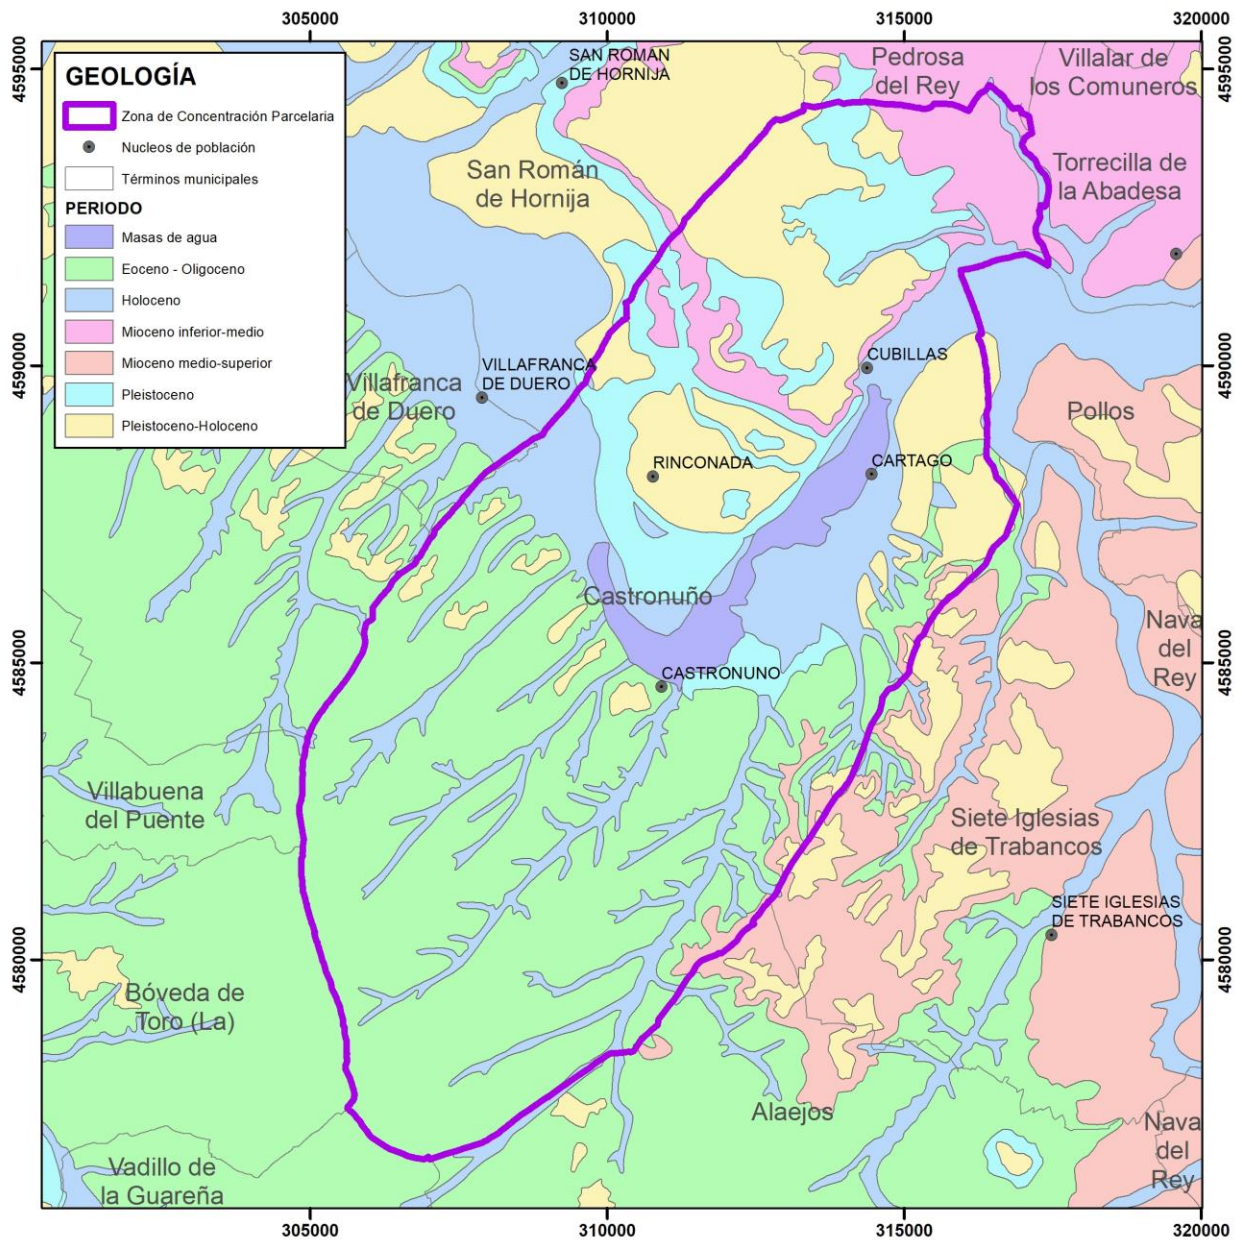 305000
310000
315000
320000
4595000
4595000
4590000
4590000
4585000
4585000
4580000
4580000
305000
310000
315000
320000
GEOLOGÍA
Zona de Concentración Parcelaria
Nucleos de población
Términos municipales
PERIODO
Masas de agua
Eoceno - Oligoceno
Holoceno
Mioceno inferior-medio
Mioceno medio-superior
Pleistoceno
Pleistoceno-Holoceno
SAN ROMAN
DE HORNIJA
Pedrosa
del Rey
Villalar de
los Comuneros
San Román
de Hornija
Torrecilla de
la Abadesa
VILLAFRANCA
DE DUERO
Villafranca
de Duero
CUBILLAS
Pollos
RINCONADA
CARTAGO
Castronuño
Nava
del
Rey
CASTRONUNO
Villabuena
del Puente
Siete Iglesias
de Trabancos
SIETE IGLESIAS
DE TRABANCOS
Bóveda de
Toro (La)
Alaejos
Nava
del
Rey
Vadillo de
la Guareña